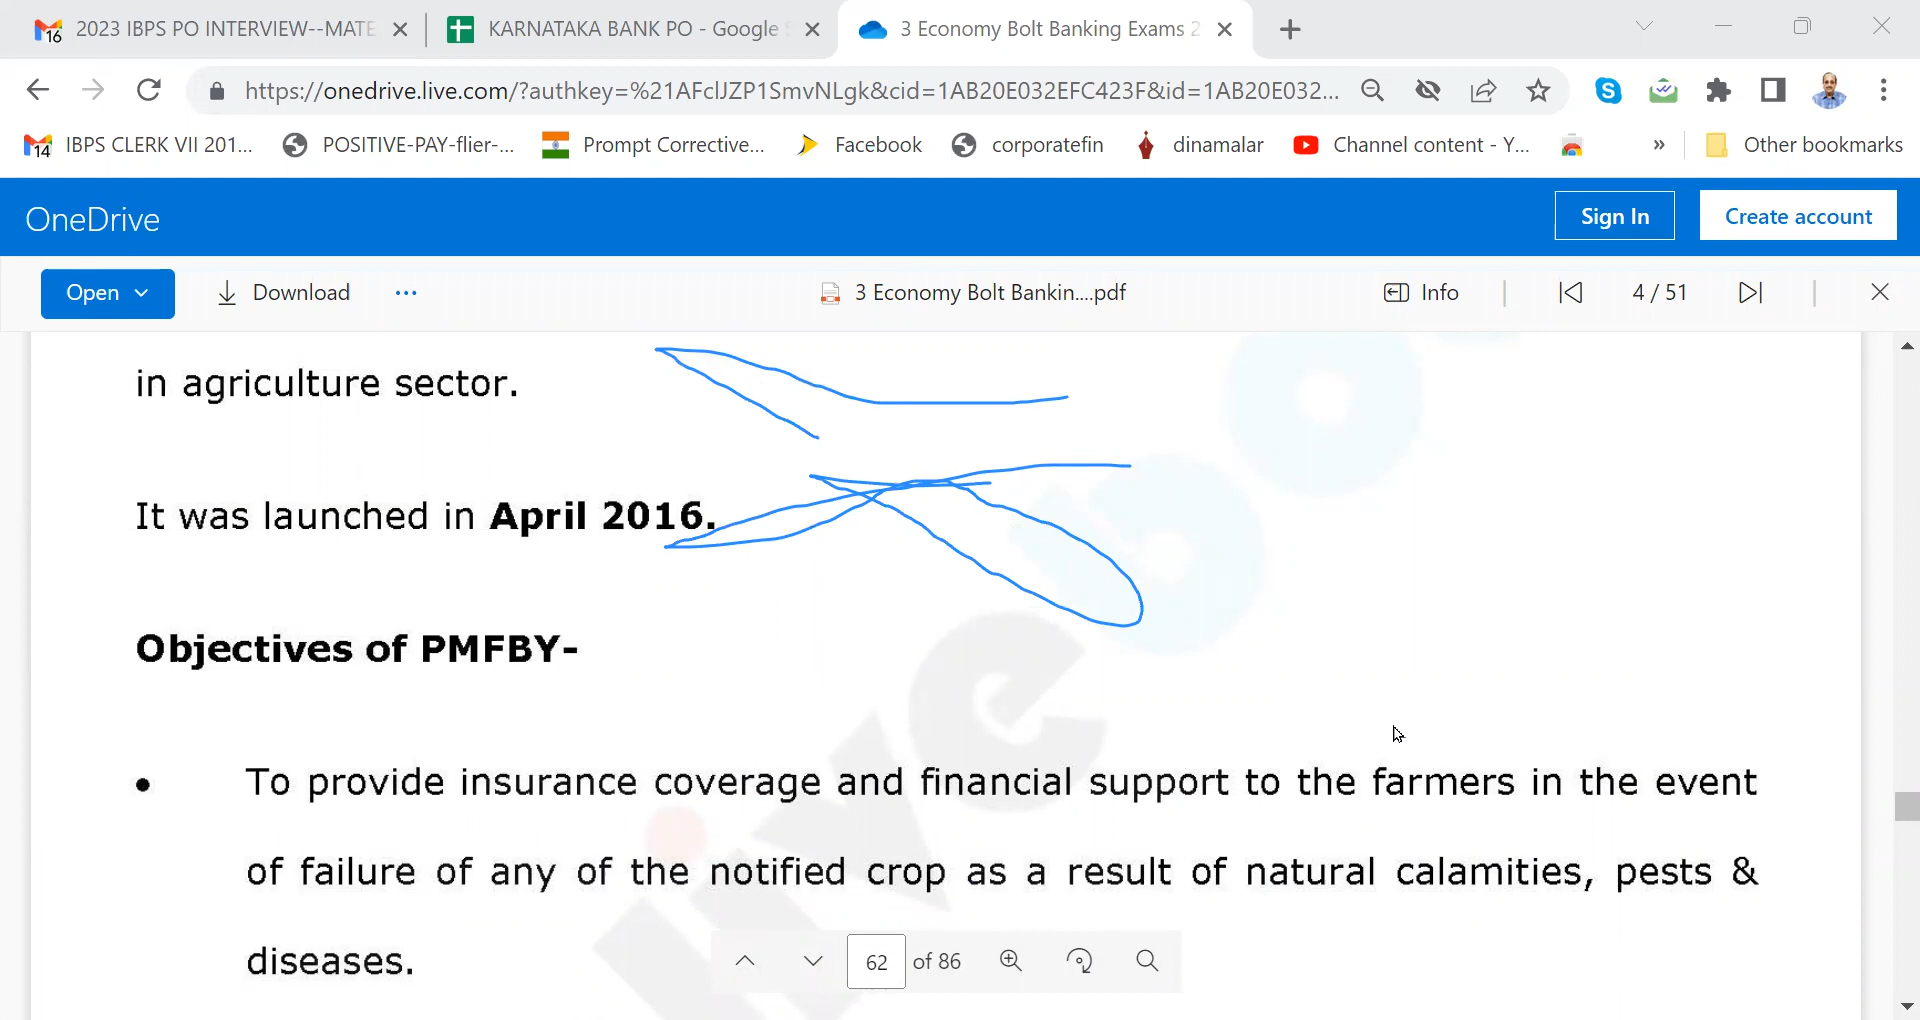 2023 IBPS PO INTERVIEW--MATE
KARNATAKA BANK PO - Google S
3 Economy Bolt Banking Exams 2
https://onedrive.live.com/?authkey=%21AFclJZP1SmvNLgk&cid=1AB20E032EFC423F&id=1AB20E032...
IBPS CLERK VII 201...
POSITIVE-PAY-flier-...
Prompt Corrective...
Facebook
corporatefin
dinamalar
Channel content - Y...
»
Other bookmarks
OneDrive
Sign In
Create account
Open
Download
...
3 Economy Bolt Bankin....pdf
Info
4 / 51
in agriculture sector.
It was launched in April 2016.
Objectives of PMFBY-
• To provide insurance coverage and financial support to the farmers in the event
of failure of any of the notified crop as a result of natural calamities, pests &
diseases.
62 of 86